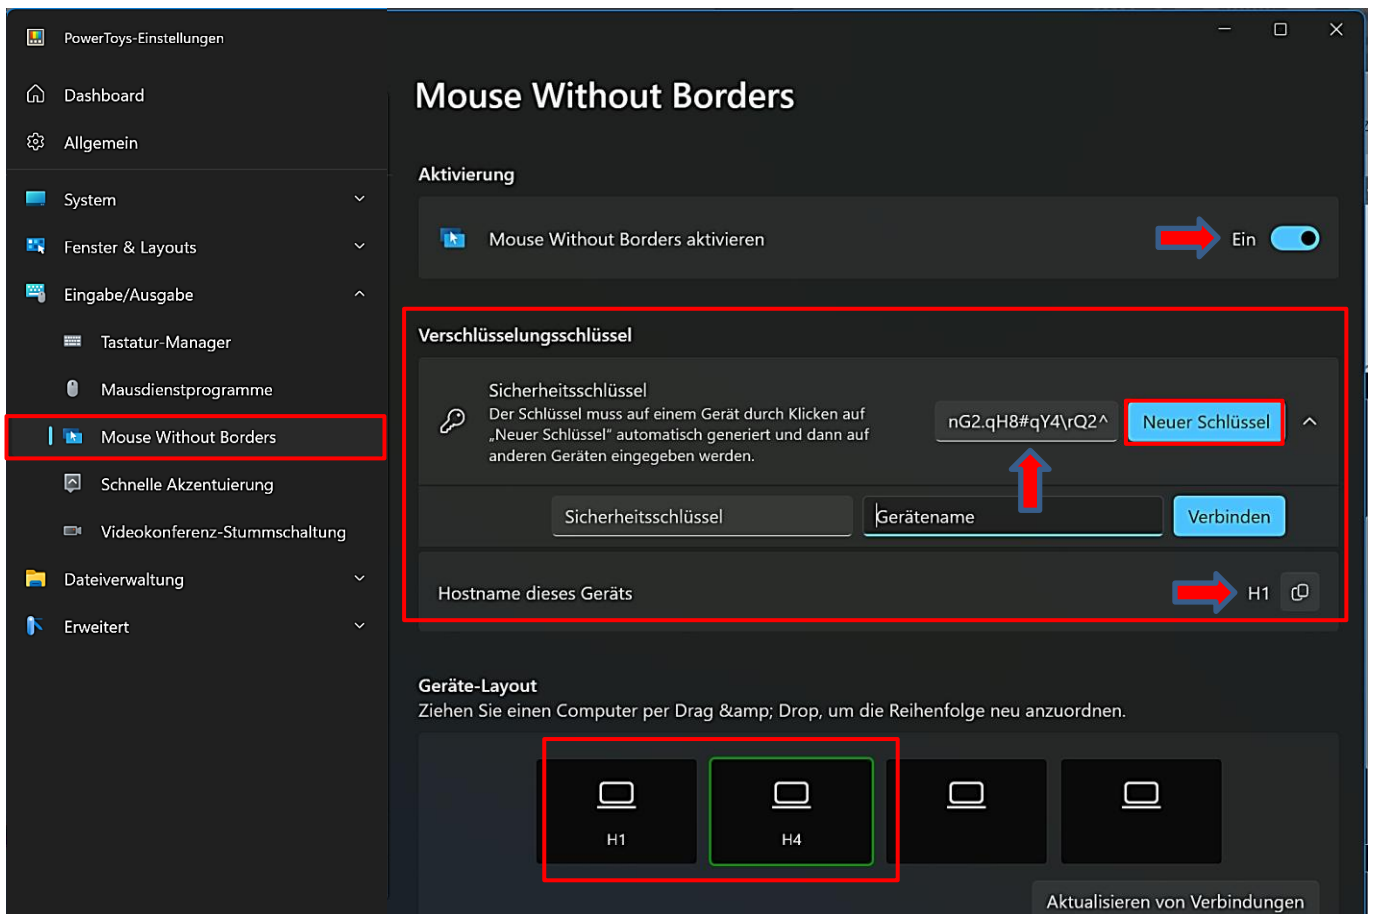 PowerToys-Einstellungen
Dashboard
Allgemein
System
Fenster & Layouts
Eingabe/Ausgabe
Tastatur-Manager
Mausdienstprogramme
Mouse Without Borders
Schnelle Akzentuierung
Videokonferenz-Stummschaltung
Dateiverwaltung
Erweitert
Mouse Without Borders
Aktivierung
Mouse Without Borders aktivieren
Ein
Verschlüsselungsschlüssel
Sicherheitsschlüssel
Der Schlüssel muss auf einem Gerät durch Klicken auf
„Neuer Schlüssel“ automatisch generiert und dann auf
anderen Geräten eingegeben werden.
nG2.qH8#qY4\rQ2^
Neuer Schlüssel
Sicherheitsschlüssel
Gerätename
Verbinden
Hostname dieses Geräts
H1
Geräte-Layout
Ziehen Sie einen Computer per Drag &amp; Drop, um die Reihenfolge neu anzuordnen.
H1
H4
Aktualisieren von Verbindungen